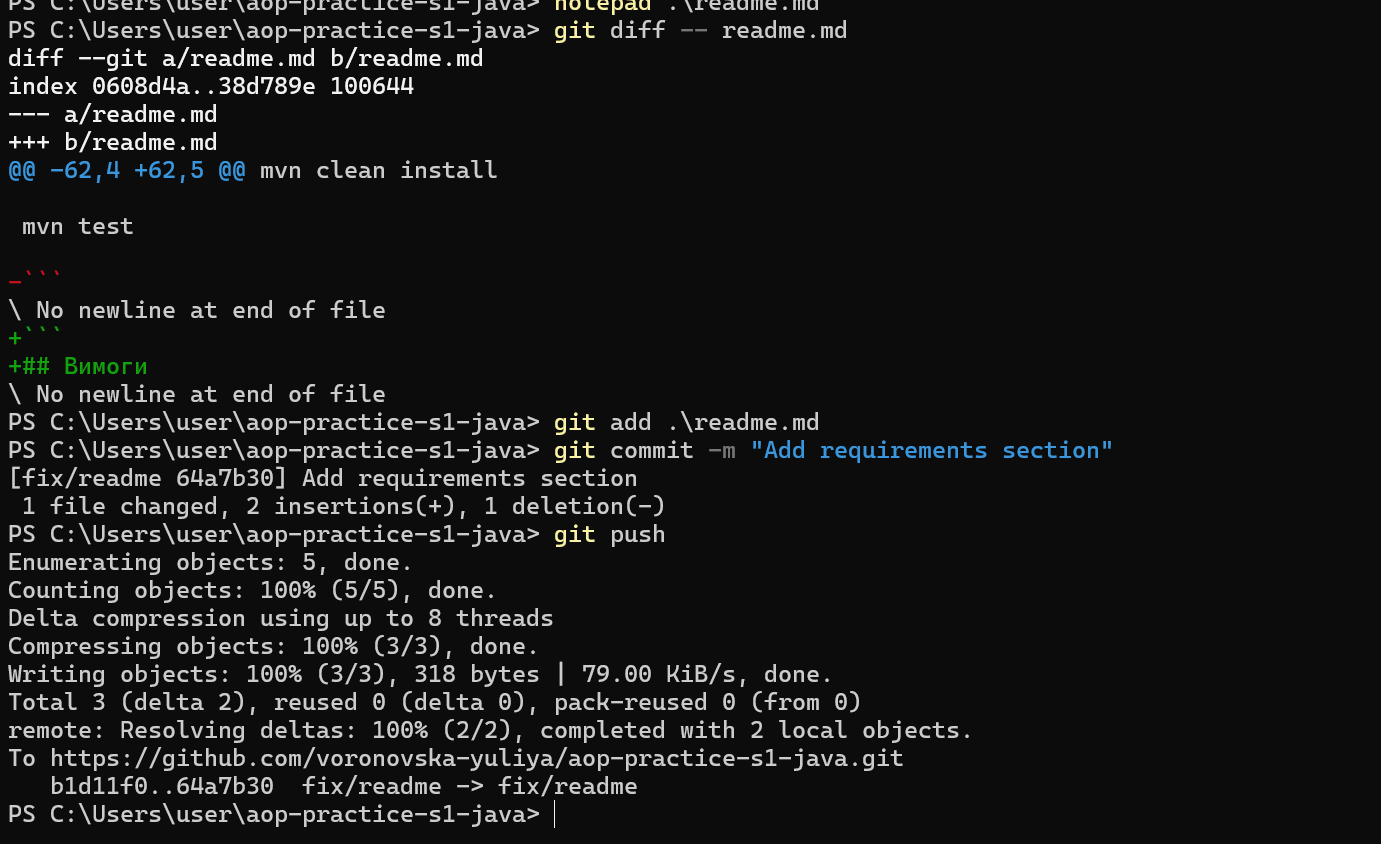 PS C:\Users\user\aop-practice-s1-java> notepad .\readme.md
PS C:\Users\user\aop-practice-s1-java> git diff -- readme.md
diff --git a/readme.md b/readme.md
index 0608d4a..38d789e 100644
--- a/readme.md
+++ b/readme.md
@@ -62,4 +62,5 @@ mvn clean install
 mvn test
-```
\ No newline at end of file
+```
+## Вимоги
\ No newline at end of file
PS C:\Users\user\aop-practice-s1-java> git add .\readme.md
PS C:\Users\user\aop-practice-s1-java> git commit -m "Add requirements section"
[fix/readme 64a7b30] Add requirements section
 1 file changed, 2 insertions(+), 1 deletion(-)
PS C:\Users\user\aop-practice-s1-java> git push
Enumerating objects: 5, done.
Counting objects: 100% (5/5), done.
Delta compression using up to 8 threads
Compressing objects: 100% (3/3), done.
Writing objects: 100% (3/3), 318 bytes | 79.00 KiB/s, done.
Total 3 (delta 2), reused 0 (delta 0), pack-reused 0 (from 0)
remote: Resolving deltas: 100% (2/2), completed with 2 local objects.
To https://github.com/voronovska-yuliya/aop-practice-s1-java.git
   b1d11f0..64a7b30  fix/readme -> fix/readme
PS C:\Users\user\aop-practice-s1-java>